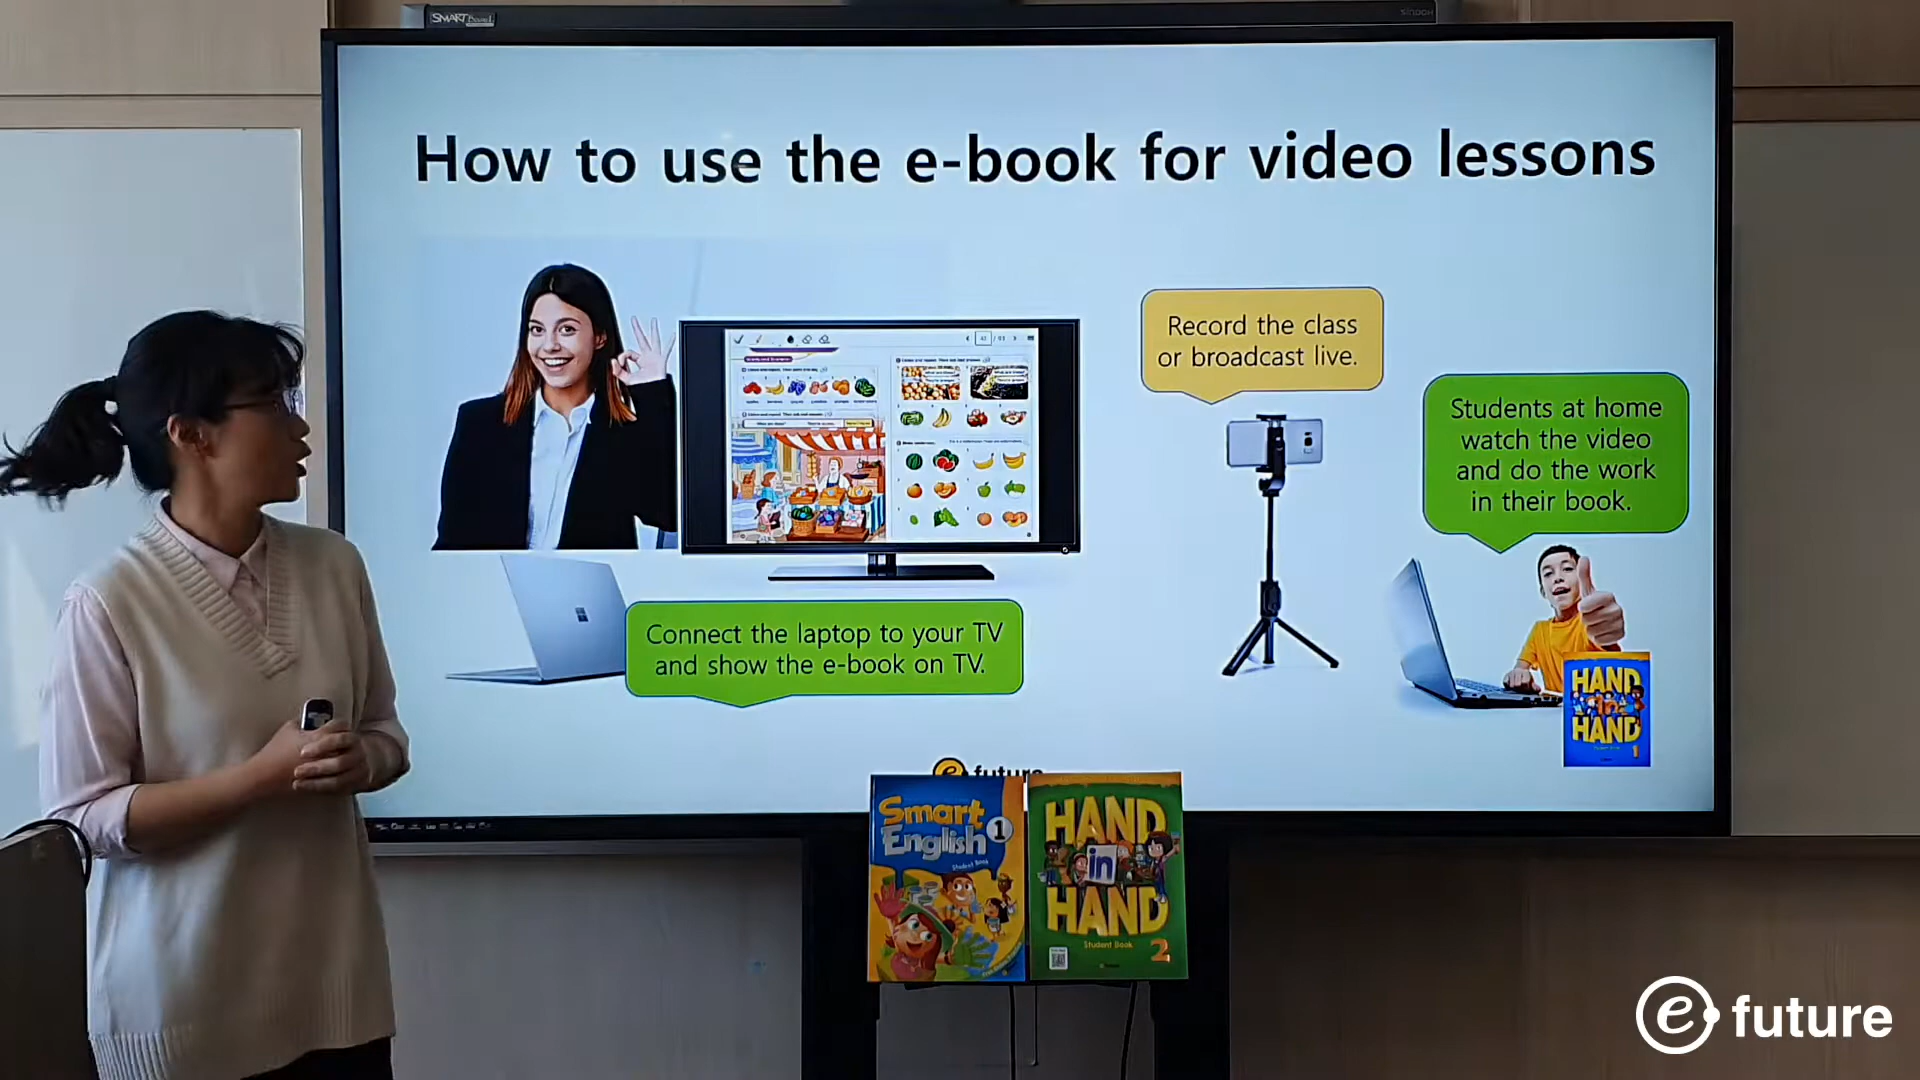 SMART Board
How to use the e-book for video lessons
Record the class
or broadcast live.
Students at home
watch the video
and do the work
in their book.
Connect the laptop to your TV
and show the e-book on TV.
HAND
in
HAND
1
e future
Smart
English 1
Student Book
HAND
in
HAND
Student Book
2
e future